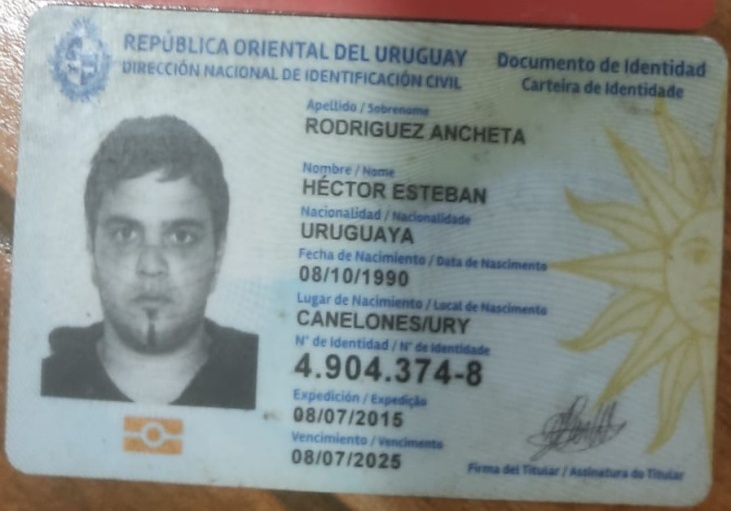 REPÚBLICA ORIENTAL DEL URUGUAY
DIRECCIÓN NACIONAL DE IDENTIFICACIÓN CIVIL
Documento de Identidad
Carteira de Identidade
Apellido / Sobrenome
RODRIGUEZ ANCHETA
Nombre / Nome
HÉCTOR ESTEBAN
Nacionalidad / Nacionalidade
URUGUAYA
Fecha de Nacimiento / Data de Nascimento
08/10/1990
Lugar de Nacimiento / Local de Nascimento
CANELONES/URY
N° de Identidad / N° de Identidade
4.904.374-8
Expedición / Expedição
08/07/2015
Vencimiento / Vencimento
08/07/2025
Firma del Titular / Assinatura do Titular